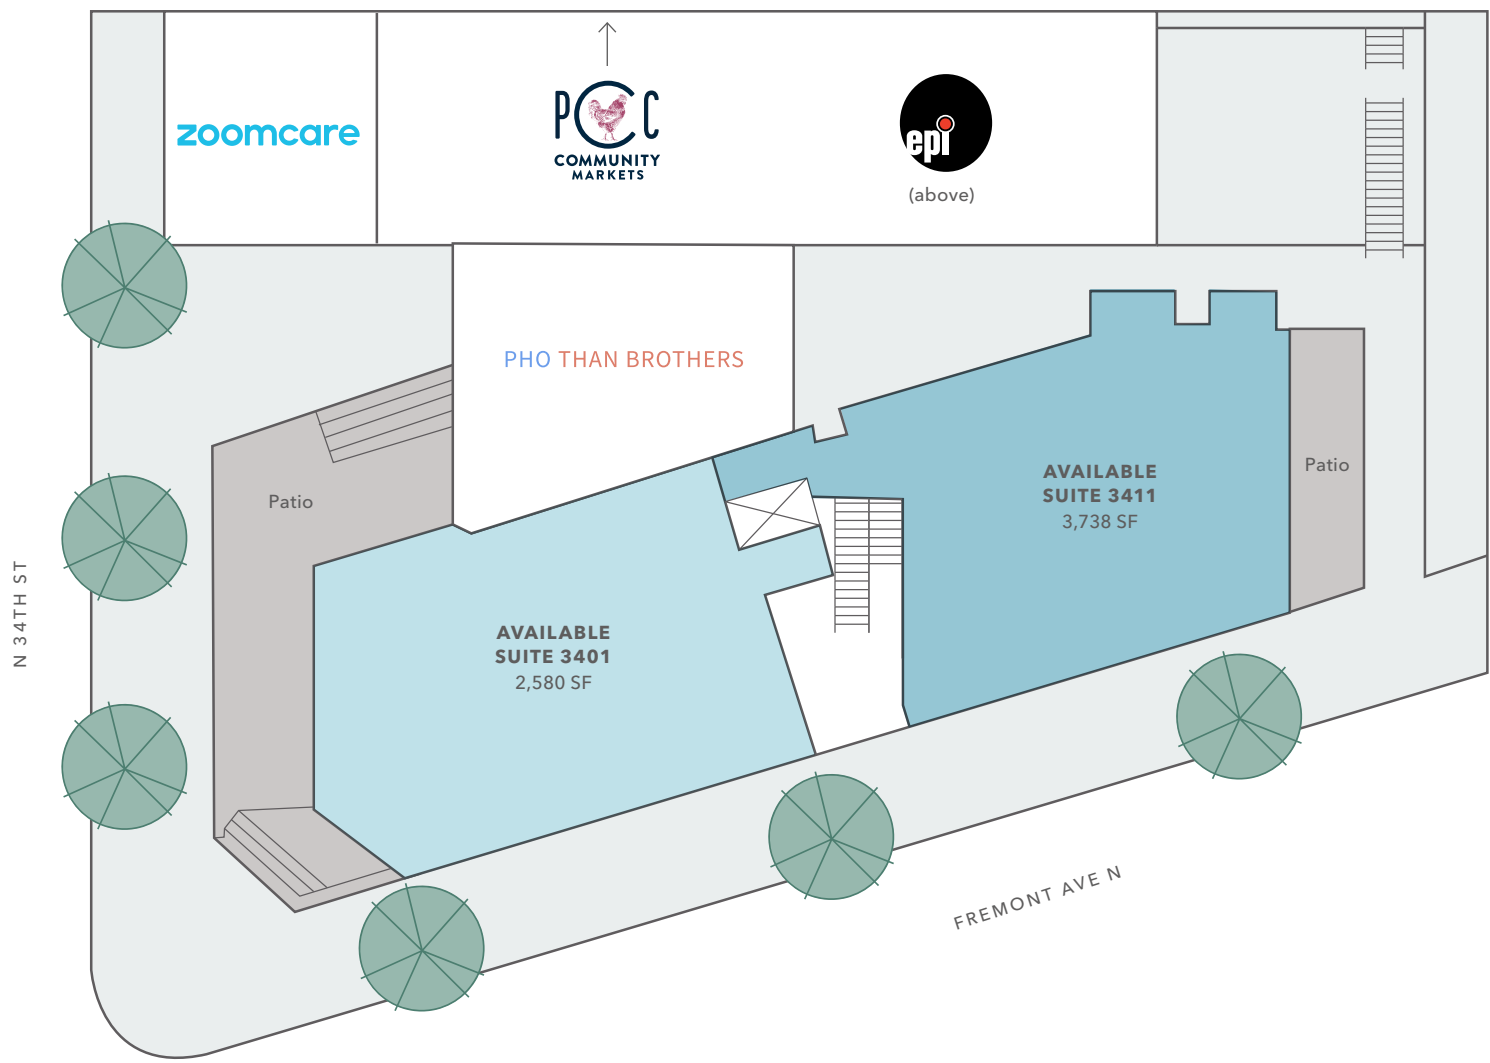 zoomcare
PCC
COMMUNITY
MARKETS
epi
(above)
PHO THAN BROTHERS
Patio
AVAILABLE
SUITE 3411
3,738 SF
Patio
AVAILABLE
SUITE 3401
2,580 SF
N 34TH ST
FREMONT AVE N